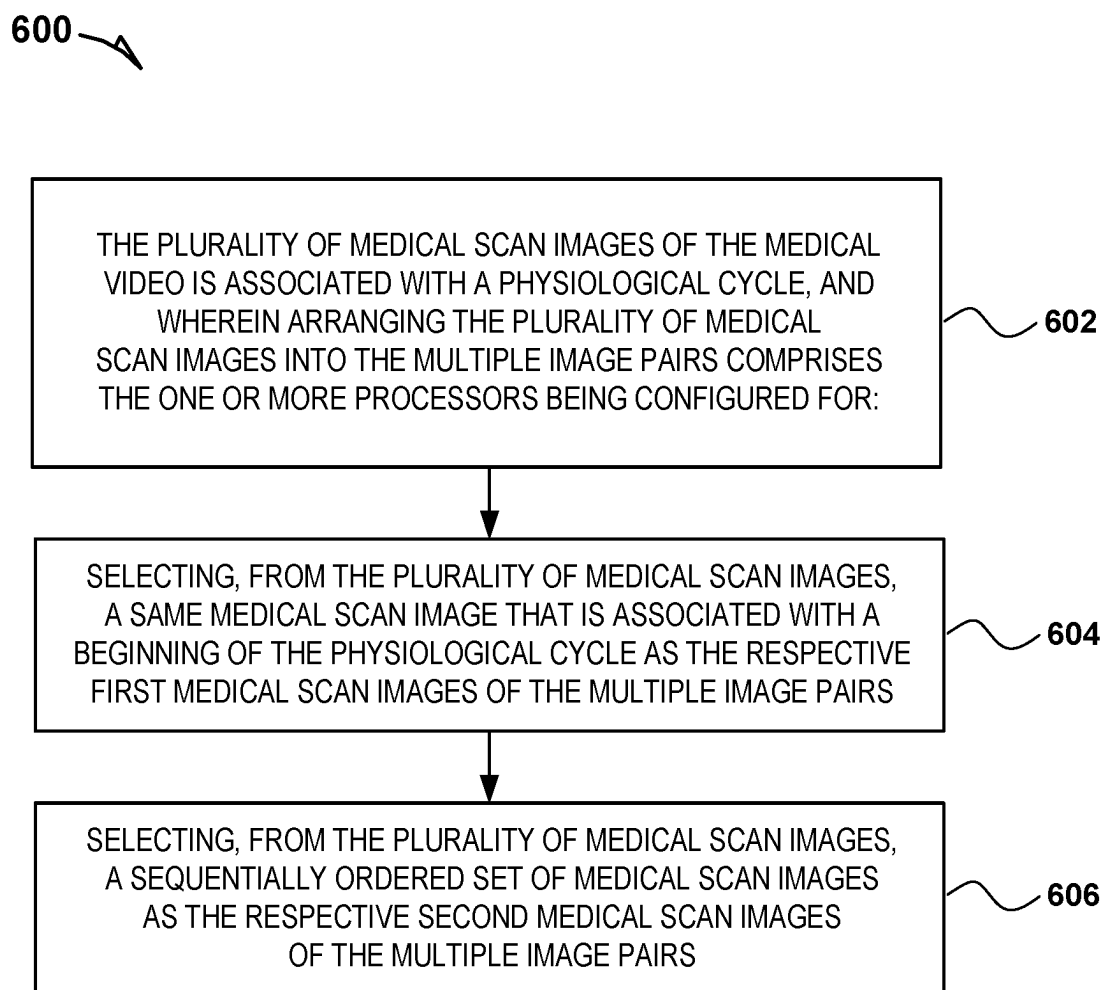 600
THE PLURALITY OF MEDICAL SCAN IMAGES OF THE MEDICAL
VIDEO IS ASSOCIATED WITH A PHYSIOLOGICAL CYCLE, AND
WHEREIN ARRANGING THE PLURALITY OF MEDICAL
SCAN IMAGES INTO THE MULTIPLE IMAGE PAIRS COMPRISES
THE ONE OR MORE PROCESSORS BEING CONFIGURED FOR:
602
SELECTING, FROM THE PLURALITY OF MEDICAL SCAN IMAGES,
A SAME MEDICAL SCAN IMAGE THAT IS ASSOCIATED WITH A
BEGINNING OF THE PHYSIOLOGICAL CYCLE AS THE RESPECTIVE
FIRST MEDICAL SCAN IMAGES OF THE MULTIPLE IMAGE PAIRS
604
SELECTING, FROM THE PLURALITY OF MEDICAL SCAN IMAGES,
A SEQUENTIALLY ORDERED SET OF MEDICAL SCAN IMAGES
AS THE RESPECTIVE SECOND MEDICAL SCAN IMAGES
OF THE MULTIPLE IMAGE PAIRS
606